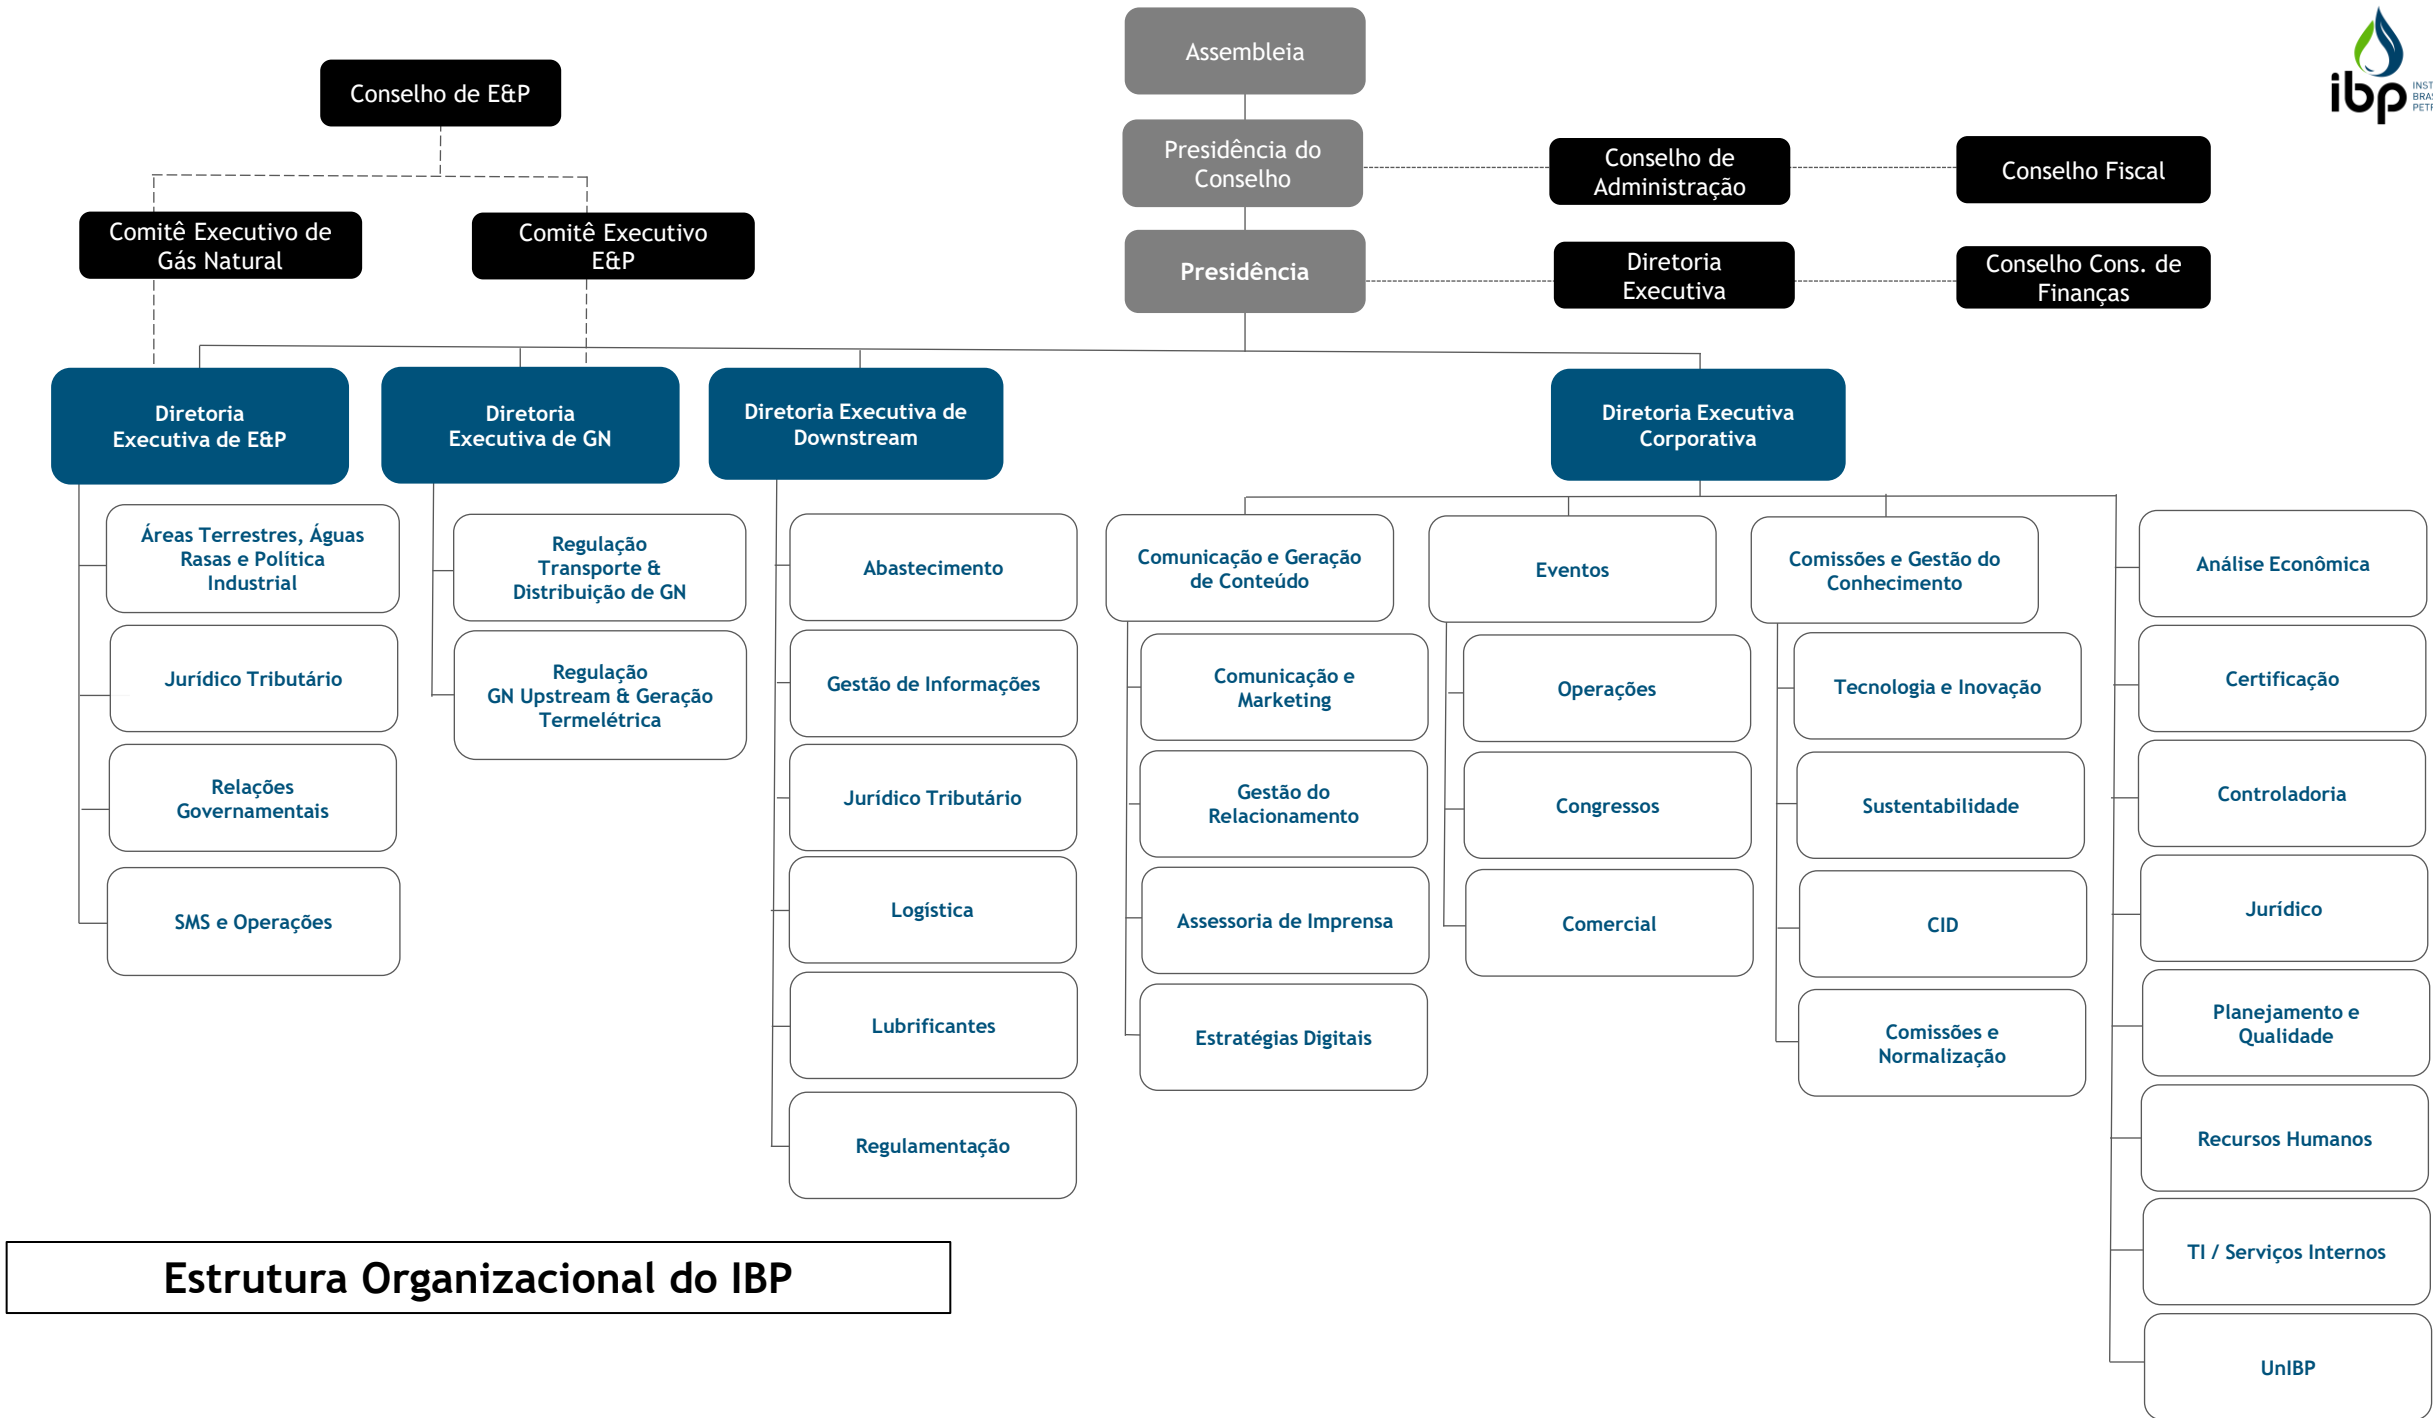 Assembleia
ibp
INST
BRAS
PETR
Conselho de E&P
Presidência do
Conselho
Conselho de
Administração
Conselho Fiscal
Comitê Executivo de
Gás Natural
Comitê Executivo
E&P
Presidência
Diretoria
Executiva
Conselho Cons. de
Finanças
Diretoria
Executiva de E&P
Diretoria
Executiva de GN
Diretoria Executiva de
Downstream
Diretoria Executiva
Corporativa
Áreas Terrestres, Águas
Rasas e Política
Industrial
Jurídico Tributário
Relações
Governamentais
SMS e Operações
Regulação
Transporte &
Distribuição de GN
Regulação
GN Upstream & Geração
Termelétrica
Abastecimento
Gestão de Informações
Jurídico Tributário
Logística
Lubrificantes
Regulamentação
Comunicação e Geração
de Conteúdo
Comunicação e
Marketing
Gestão do
Relacionamento
Assessoria de Imprensa
Estratégias Digitais
Eventos
Operações
Congressos
Comercial
Comissões e Gestão do
Conhecimento
Tecnologia e Inovação
Sustentabilidade
CID
Comissões e
Normalização
Análise Econômica
Certificação
Controladoria
Jurídico
Planejamento e
Qualidade
Recursos Humanos
TI / Serviços Internos
UnIBP
Estrutura Organizacional do IBP